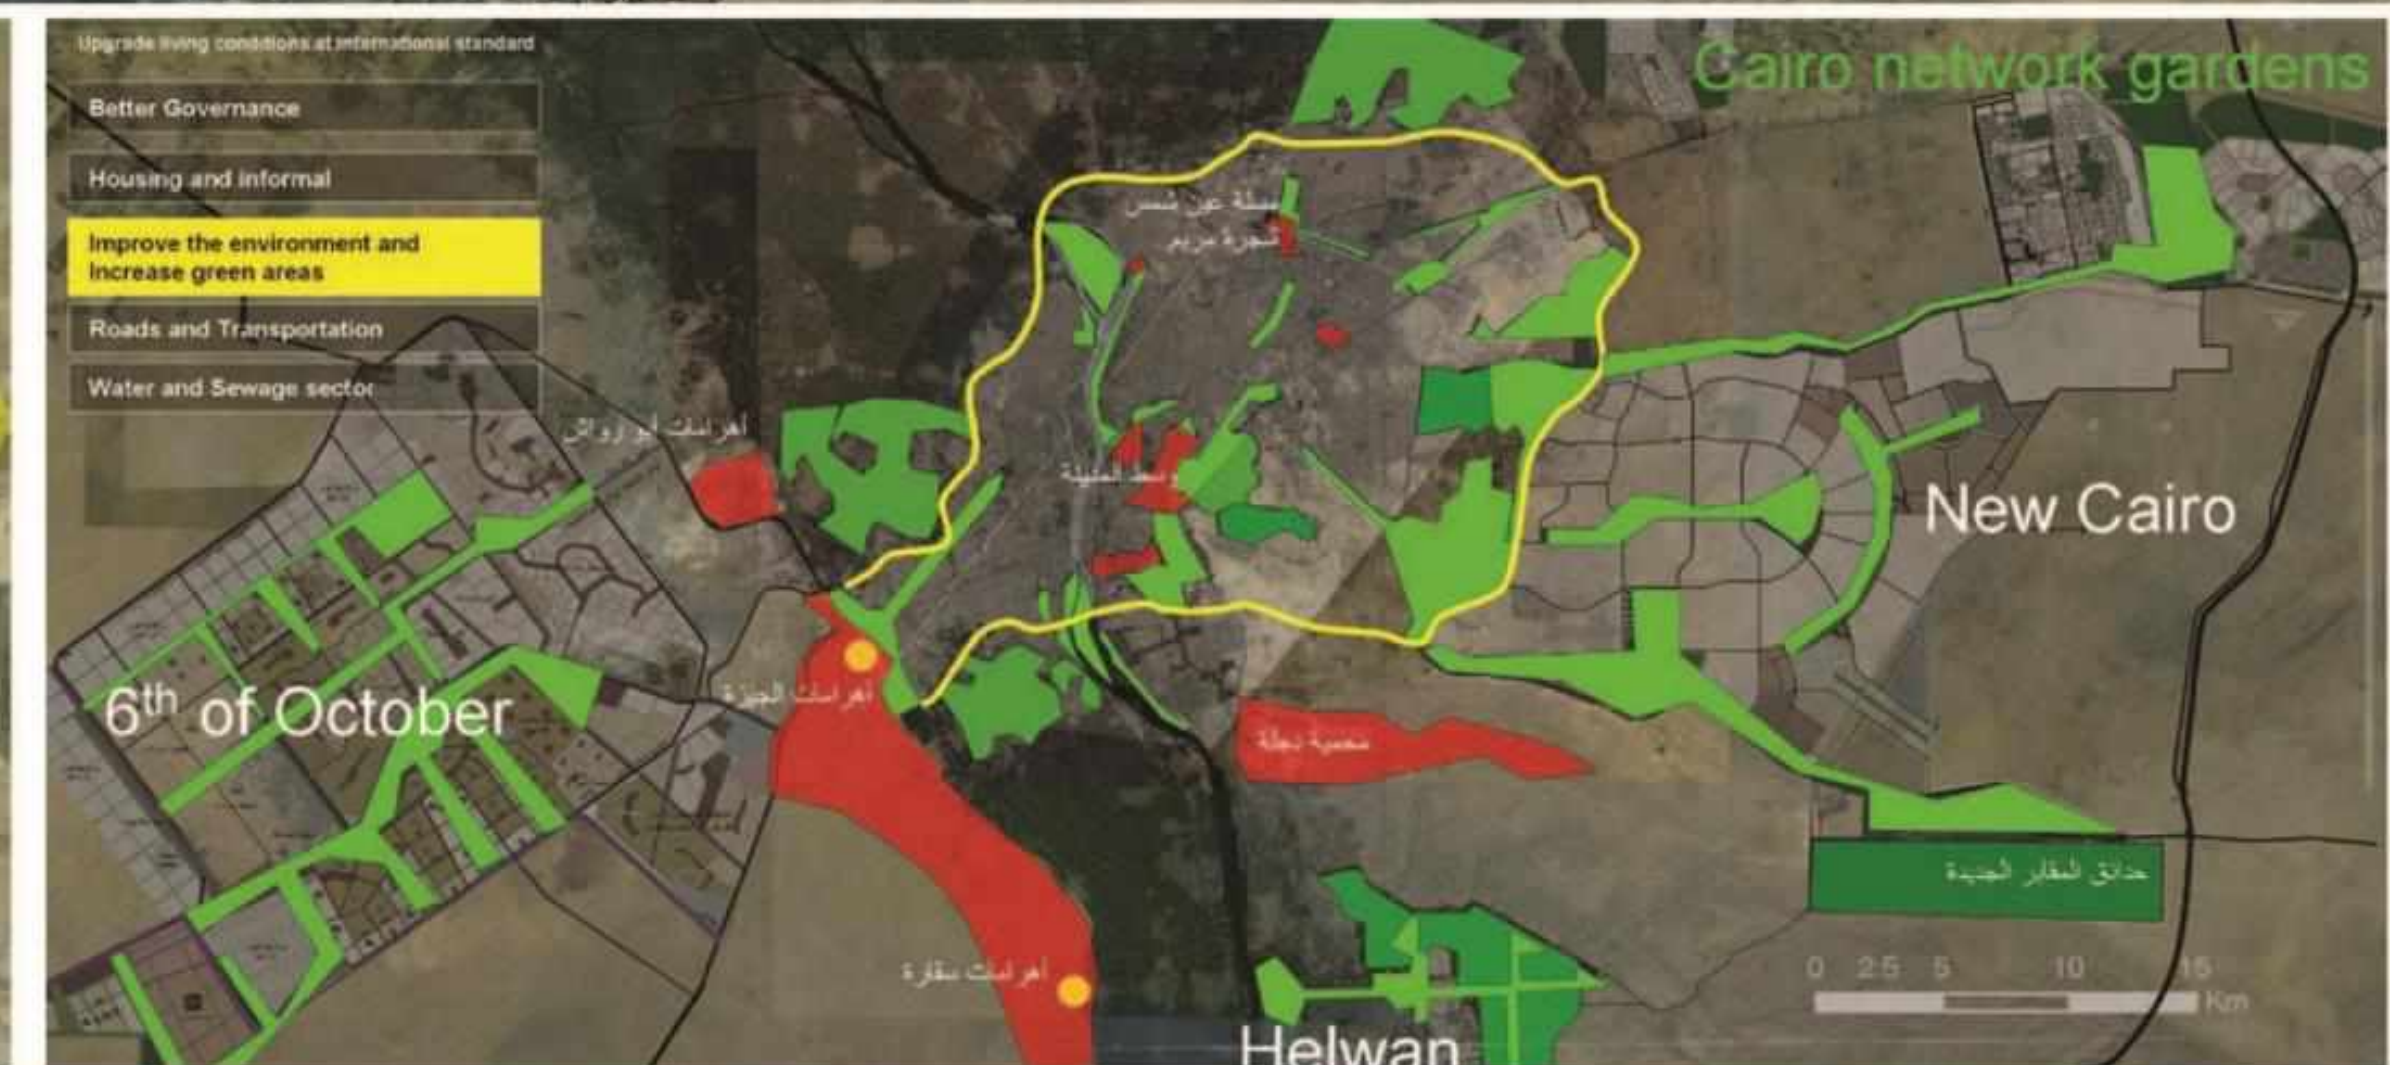 Upgrade living conditions at international standard
Cairo network gardens
Better Governance
Housing and informal
Improve the environment and
Increase green areas
Roads and Transportation
Water and Sewage sector
مسلة عين شمس
شجرة مريم
أهرامات أبو رواش
وسط المدينة
New Cairo
6th of October
أهرامات الجيزة
محمية دجلة
حدائق المقابر الجديدة
أهرامات سقارة
0 2.5 5 10 15
Km
Helwan